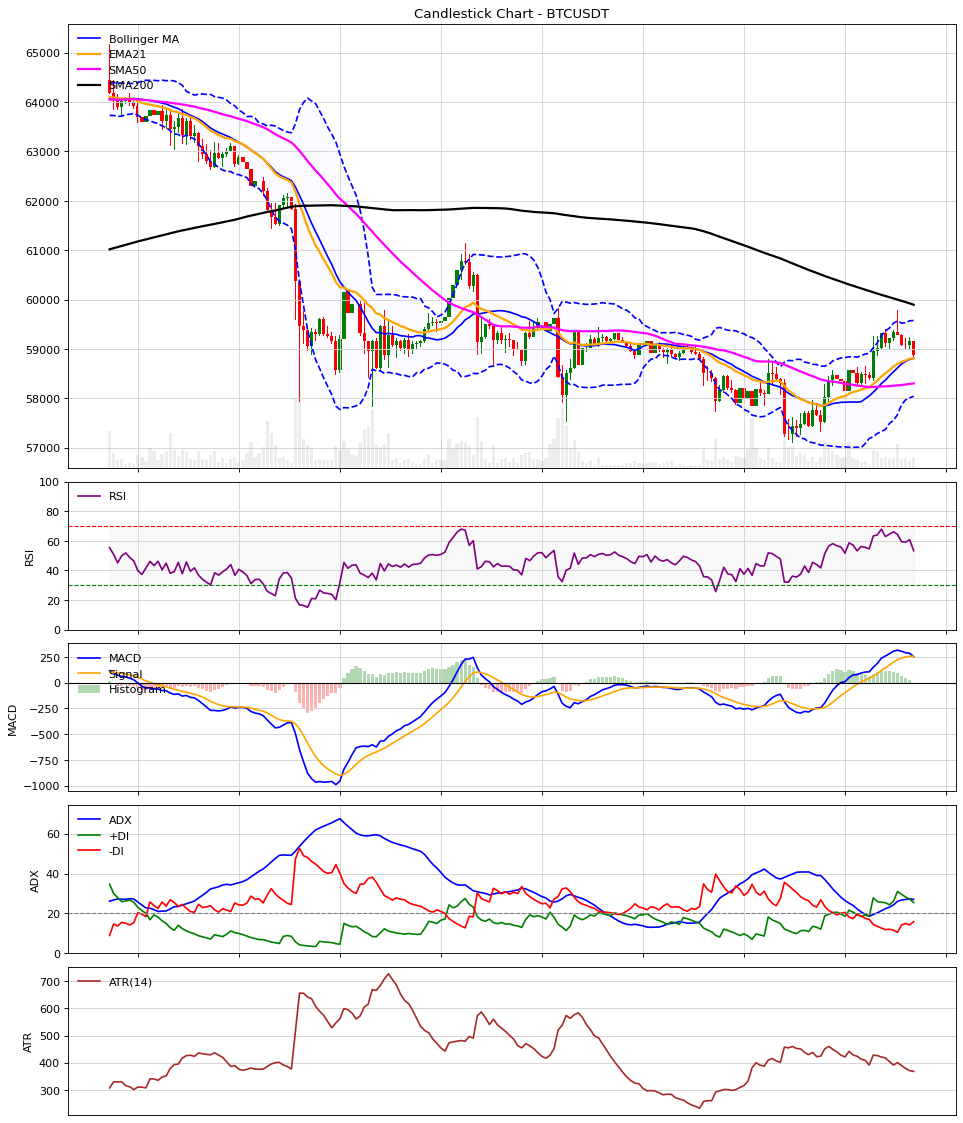 Candlestick Chart - BTCUSDT
65000
64000
63000
62000
61000
60000
59000
58000
57000
Bollinger MA
EMA21
SMA50
SMA200
100
80
60
40
20
0
RSI
RSI
250
0
−250
−500
−750
−1000
MACD
MACD
Signal
Histogram
60
40
20
0
ADX
ADX
+DI
-DI
700
600
500
400
300
ATR
ATR(14)